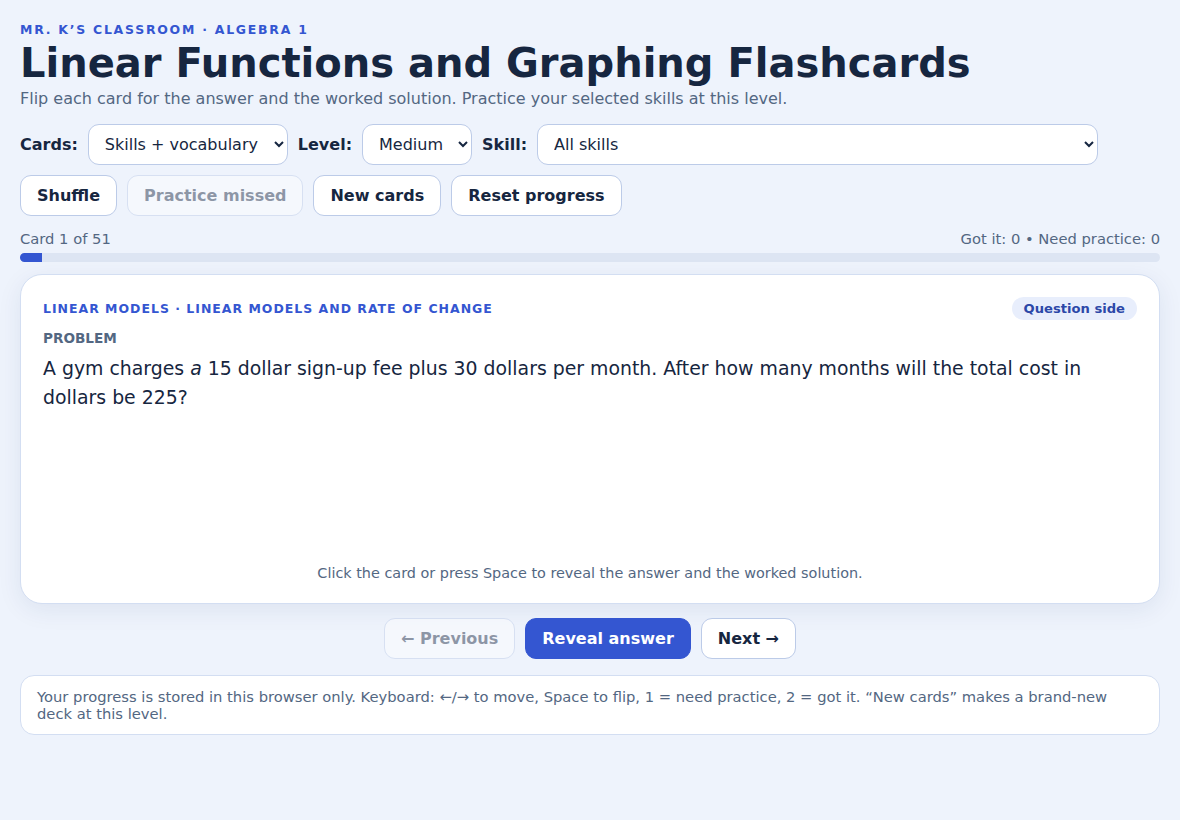 MR. K’S CLASSROOM · ALGEBRA 1
Linear Functions and Graphing Flashcards
Flip each card for the answer and the worked solution. Practice your selected skills at this level.
Cards: Skills + vocabulary Level: Medium Skill: All skills
Shuffle Practice missed New cards Reset progress
Card 1 of 51 Got it: 0 • Need practice: 0
LINEAR MODELS · LINEAR MODELS AND RATE OF CHANGE Question side
PROBLEM
A gym charges a 15 dollar sign-up fee plus 30 dollars per month. After how many months will the total cost in
dollars be 225?
Click the card or press Space to reveal the answer and the worked solution.
← Previous Reveal answer Next →
Your progress is stored in this browser only. Keyboard: ←/→ to move, Space to flip, 1 = need practice, 2 = got it. “New cards” makes a brand-new
deck at this level.